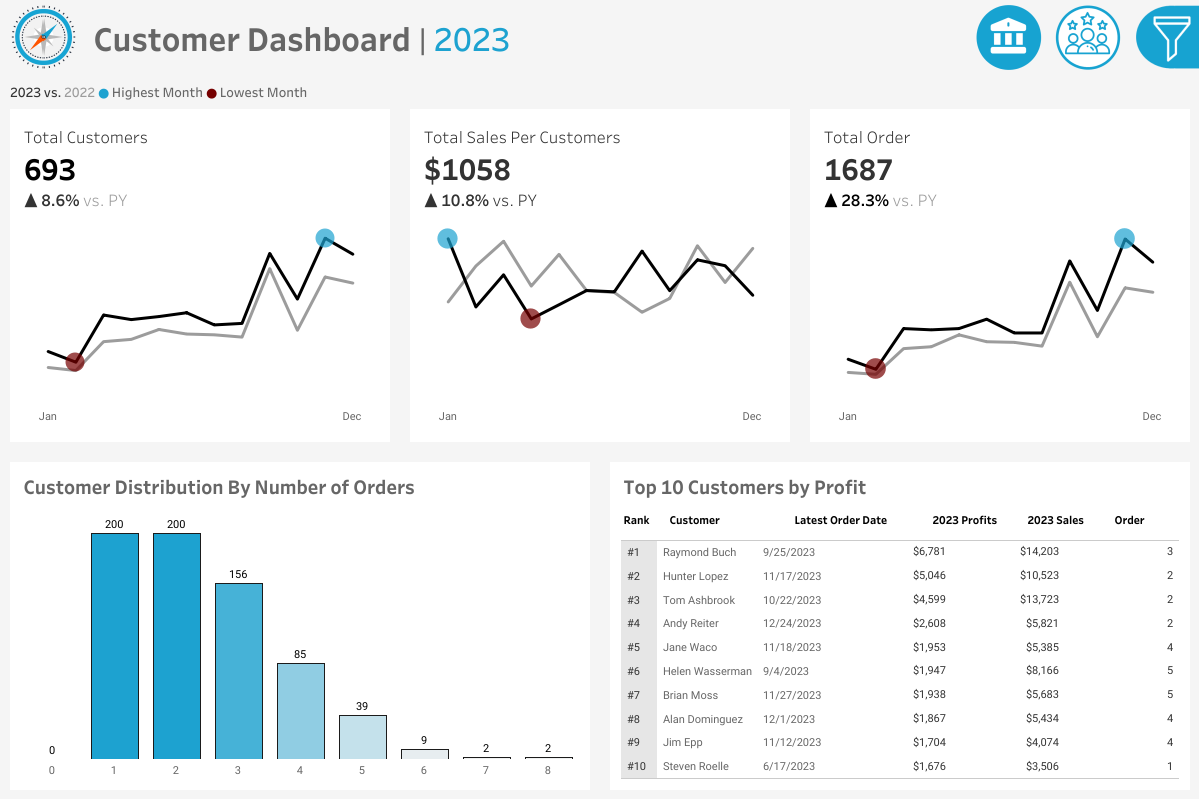 Customer Dashboard | 2023
2023 vs. 2022 Highest Month Lowest Month
Total Customers
693
▲ 8.6% vs. PY
Jan Dec
Total Sales Per Customers
$1058
▲ 10.8% vs. PY
Jan Dec
Total Order
1687
▲ 28.3% vs. PY
Jan Dec
Customer Distribution By Number of Orders
0 200 200 156 85 39 9 2 2
0 1 2 3 4 5 6 7 8
Top 10 Customers by Profit
Rank Customer Latest Order Date 2023 Profits 2023 Sales Order
#1 Raymond Buch 9/25/2023 $6,781 $14,203 3
#2 Hunter Lopez 11/17/2023 $5,046 $10,523 2
#3 Tom Ashbrook 10/22/2023 $4,599 $13,723 2
#4 Andy Reiter 12/24/2023 $2,608 $5,821 2
#5 Jane Waco 11/18/2023 $1,953 $5,385 4
#6 Helen Wasserman 9/4/2023 $1,947 $8,166 5
#7 Brian Moss 11/27/2023 $1,938 $5,683 5
#8 Alan Dominguez 12/1/2023 $1,867 $5,434 4
#9 Jim Epp 11/12/2023 $1,704 $4,074 4
#10 Steven Roelle 6/17/2023 $1,676 $3,506 1